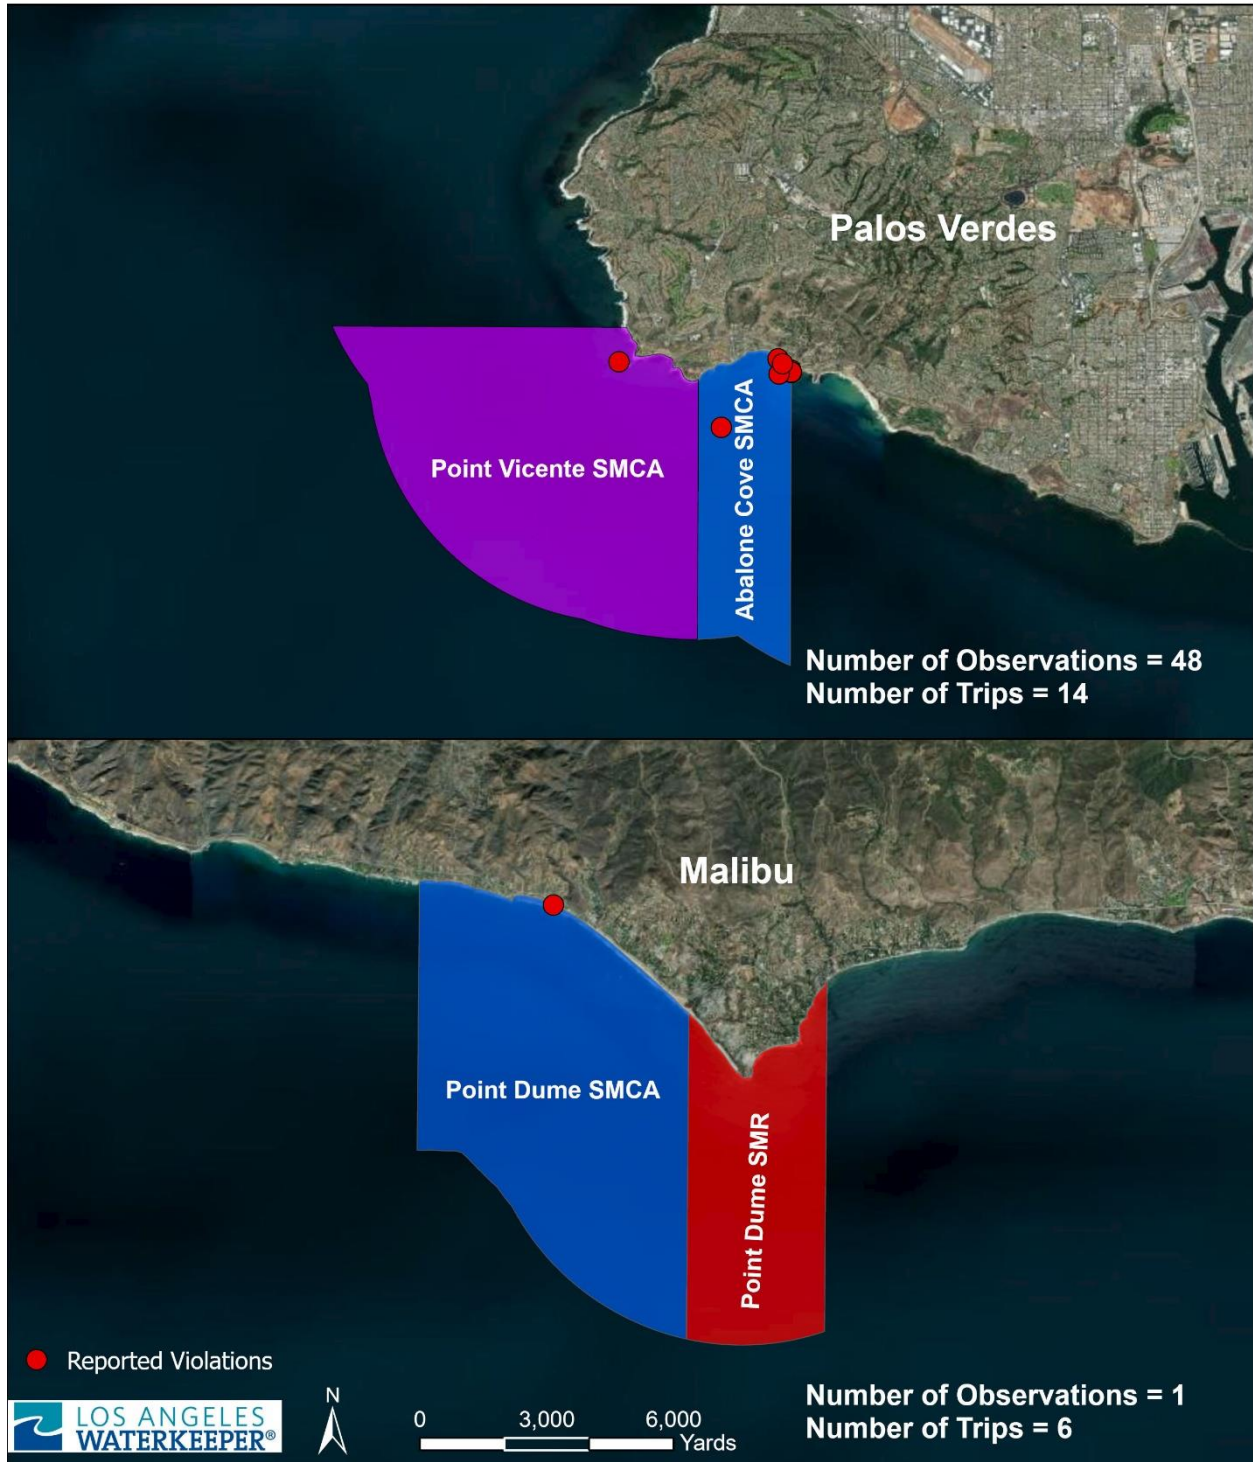 Palos Verdes
Point Vicente SMCA
Abalone Cove SMCA
Number of Observations = 48
Number of Trips = 14
Malibu
Point Dume SMCA
Point Dume SMR
Reported Violations
LOS ANGELES
WATERKEEPER®
N
0 3,000 6,000
Yards
Number of Observations = 1
Number of Trips = 6